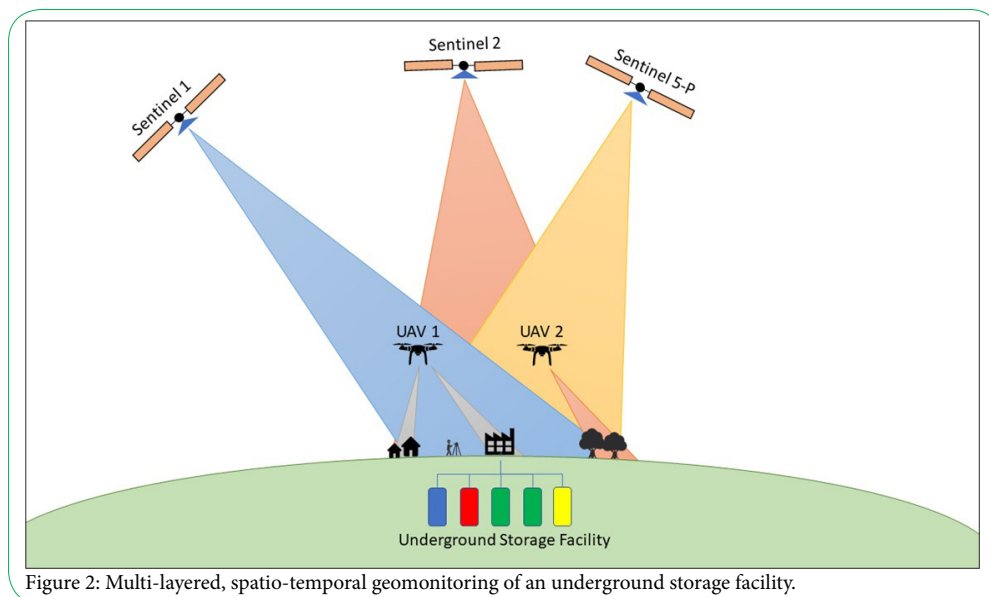 Sentinel 1
Sentinel 2
Sentinel 5-P
UAV 1
UAV 2
Underground Storage Facility
Figure 2: Multi-layered, spatio-temporal geomonitoring of an underground storage facility.